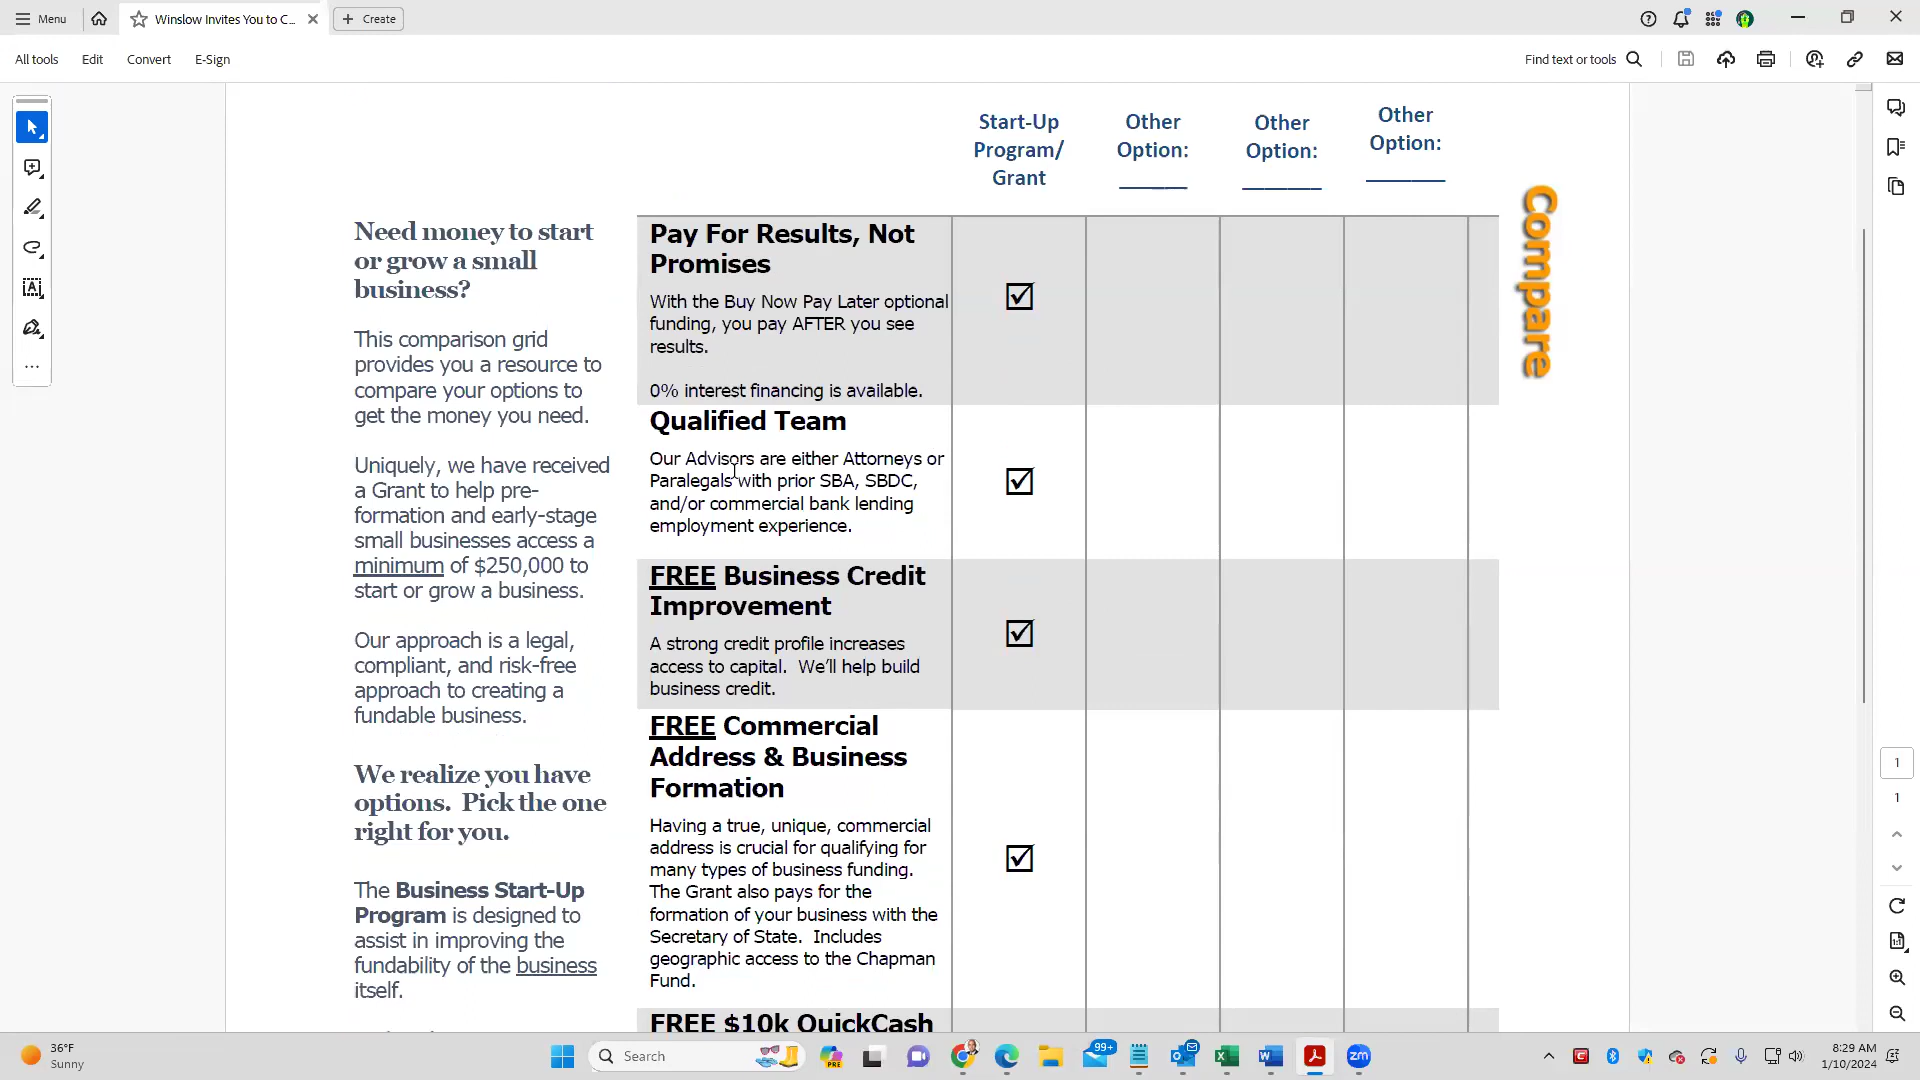 Menu
Winslow Invites You to C...
Create
All tools
Edit
Convert
E-Sign
Find text or tools
Start-Up
Program/
Grant
Other
Option:
Other
Option:
Other
Option:
Compare
Need money to start
or grow a small
business?
This comparison grid
provides you a resource to
compare your options to
get the money you need.
Uniquely, we have received
a Grant to help pre-
formation and early-stage
small businesses access a
minimum of $250,000 to
start or grow a business.
Our approach is a legal,
compliant, and risk-free
approach to creating a
fundable business.
We realize you have
options.  Pick the one
right for you.
The Business Start-Up
Program is designed to
assist in improving the
fundability of the business
itself.
Pay For Results, Not
Promises
With the Buy Now Pay Later optional
funding, you pay AFTER you see
results.
0% interest financing is available.
Qualified Team
Our Advisors are either Attorneys or
Paralegals with prior SBA, SBDC,
and/or commercial bank lending
employment experience.
FREE Business Credit
Improvement
A strong credit profile increases
access to capital.  We'll help build
business credit.
FREE Commercial
Address & Business
Formation
Having a true, unique, commercial
address is crucial for qualifying for
many types of business funding.
The Grant also pays for the
formation of your business with the
Secretary of State.  Includes
geographic access to the Chapman
Fund.
FREE $10k QuickCash
1
1
36°F
Sunny
Search
PRE
99+
zm
8:29 AM
1/10/2024